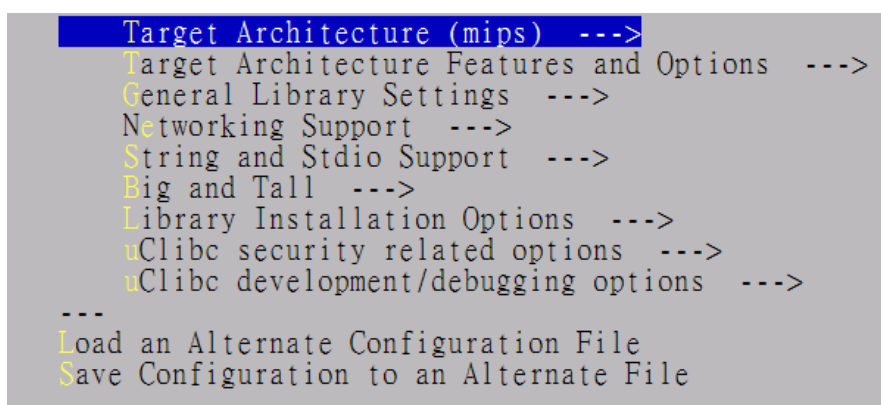 Target Architecture (mips)  --->
Target Architecture Features and Options  --->
General Library Settings  --->
Networking Support  --->
String and Stdio Support  --->
Big and Tall  --->
Library Installation Options  --->
uClibc security related options  --->
uClibc development/debugging options  --->
---
Load an Alternate Configuration File
Save Configuration to an Alternate File